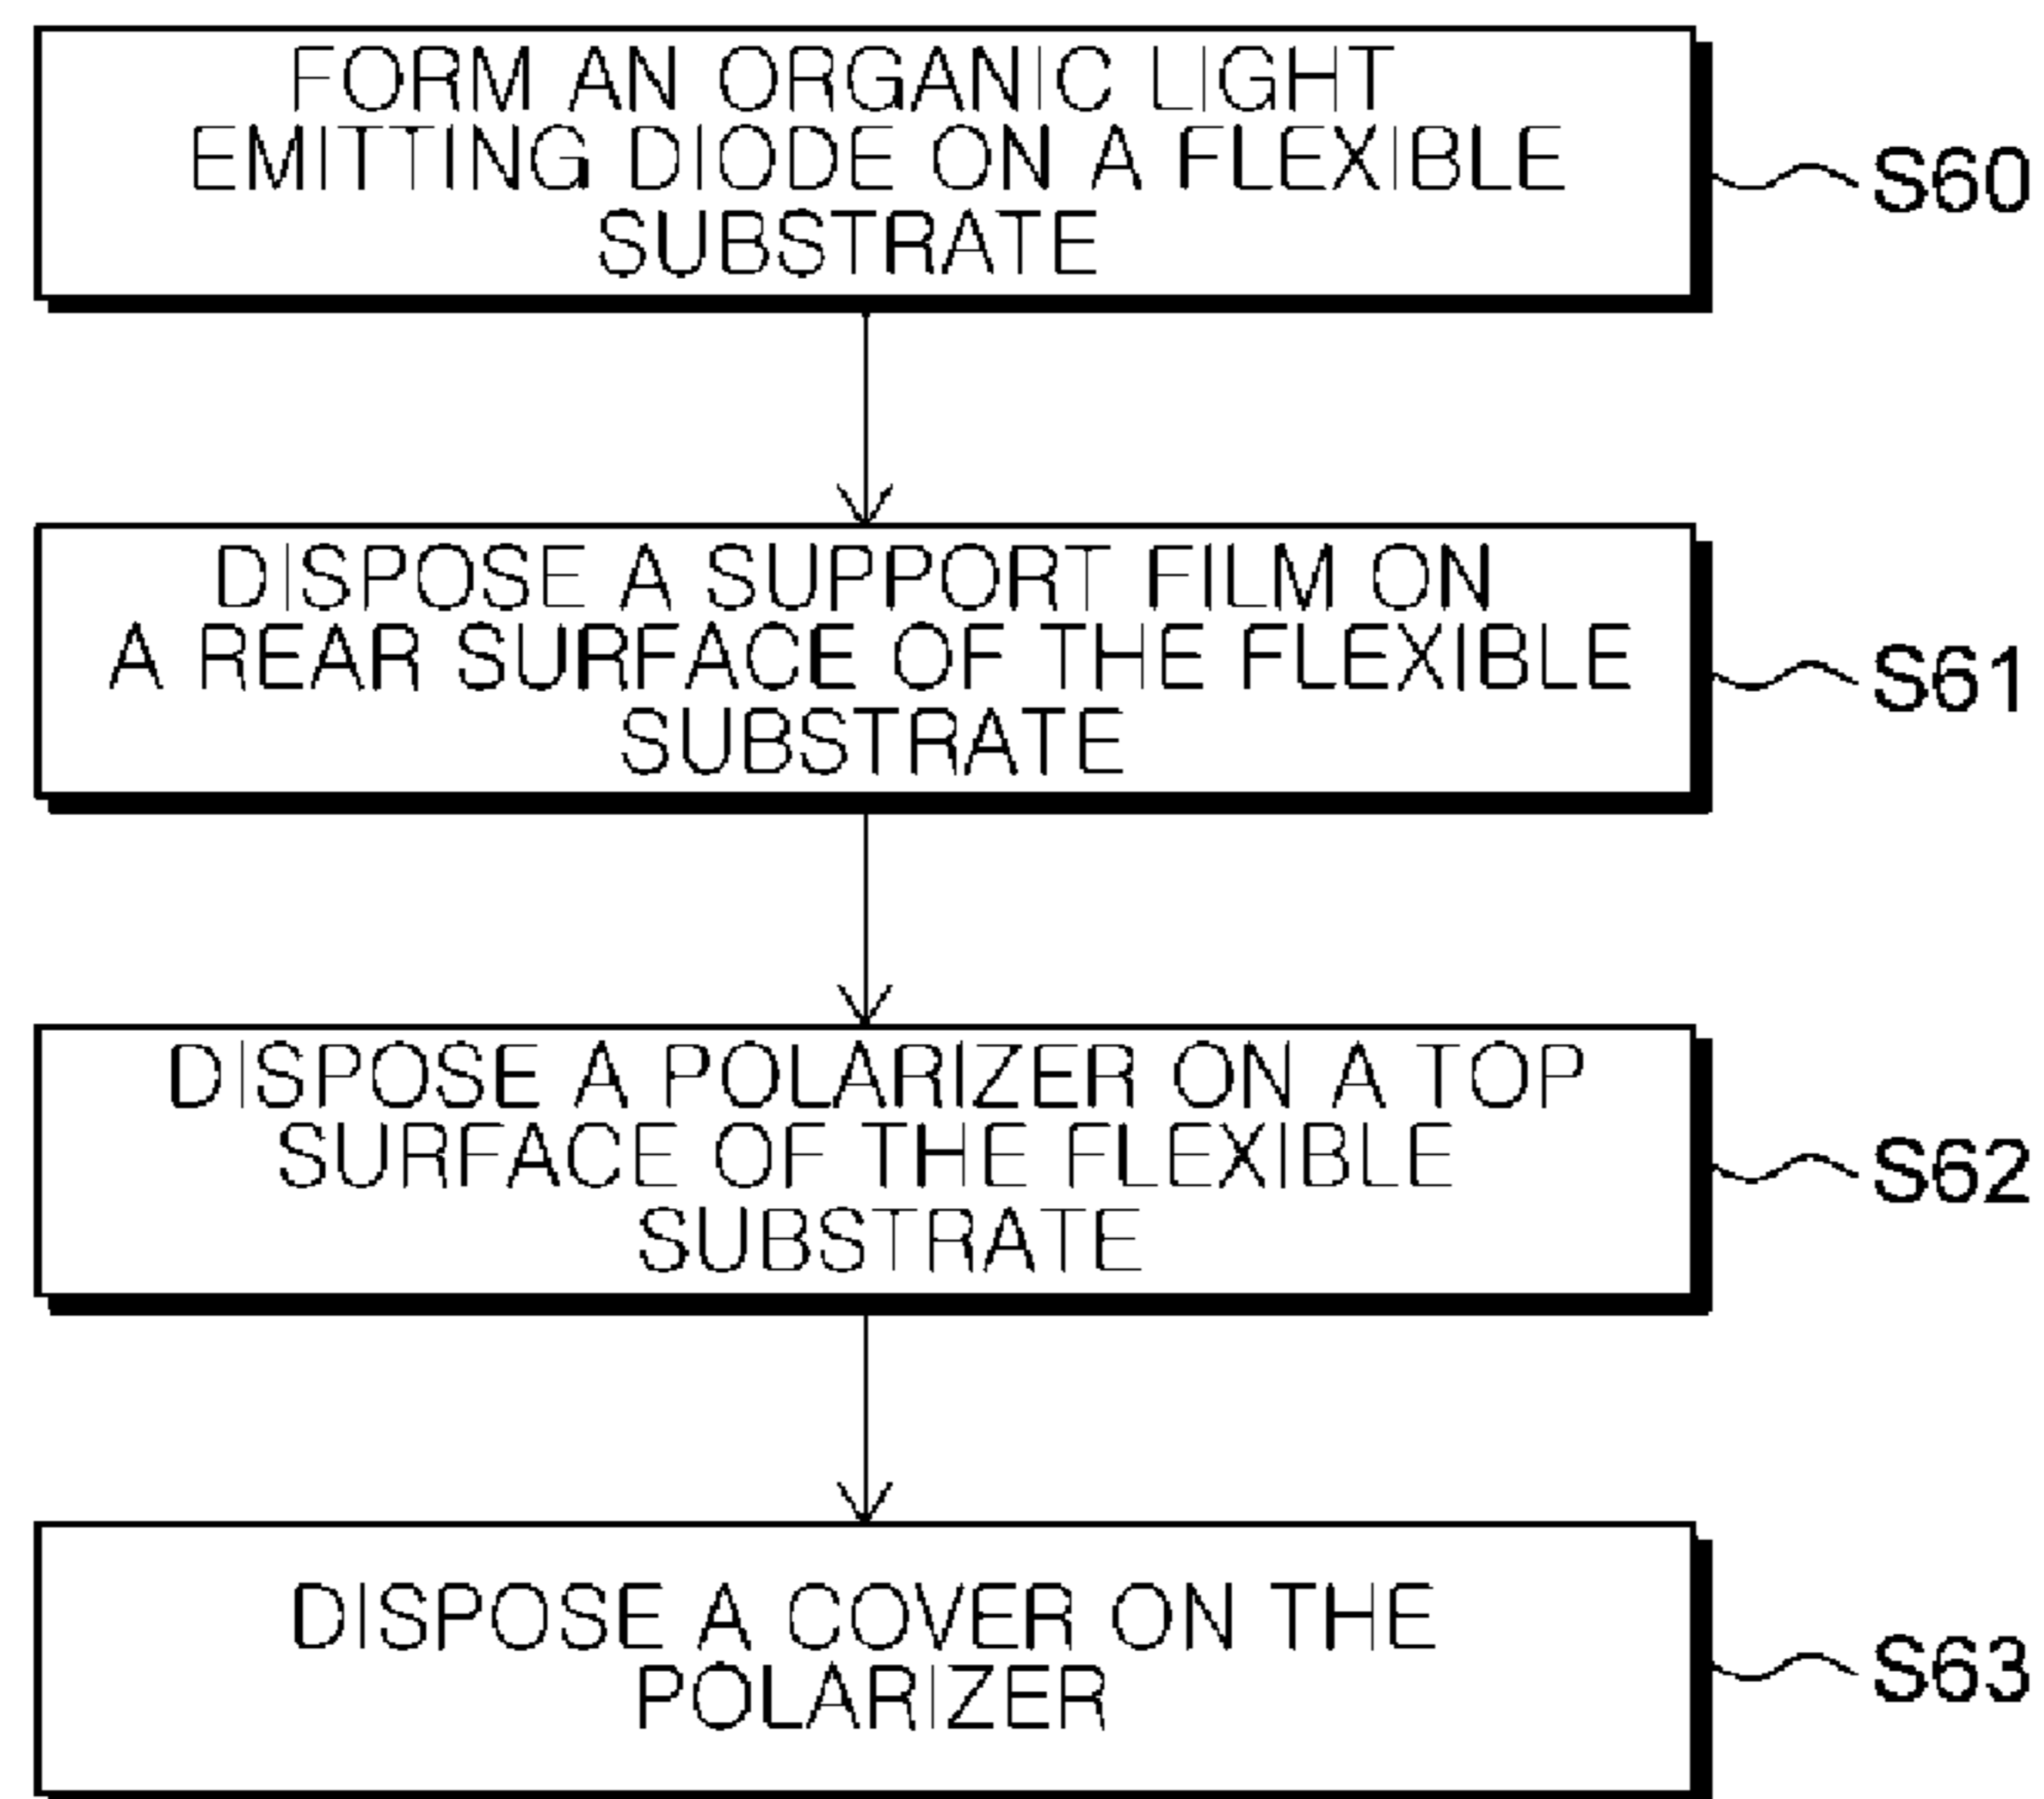 FORM AN ORGANIC LIGHT
EMITTING DIODE ON A FLEXIBLE
SUBSTRATE
S60
DISPOSE A SUPPORT FILM ON
A REAR SURFACE OF THE FLEXIBLE
SUBSTRATE
S61
DISPOSE A POLARIZER ON A TOP
SURFACE OF THE FLEXIBLE
SUBSTRATE
S62
DISPOSE A COVER ON THE
POLARIZER
S63